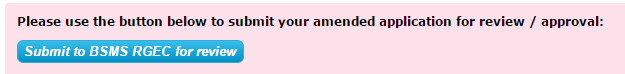 Please use the button below to submit your amended application for review / approval:
Submit to BSMS RGEC for review